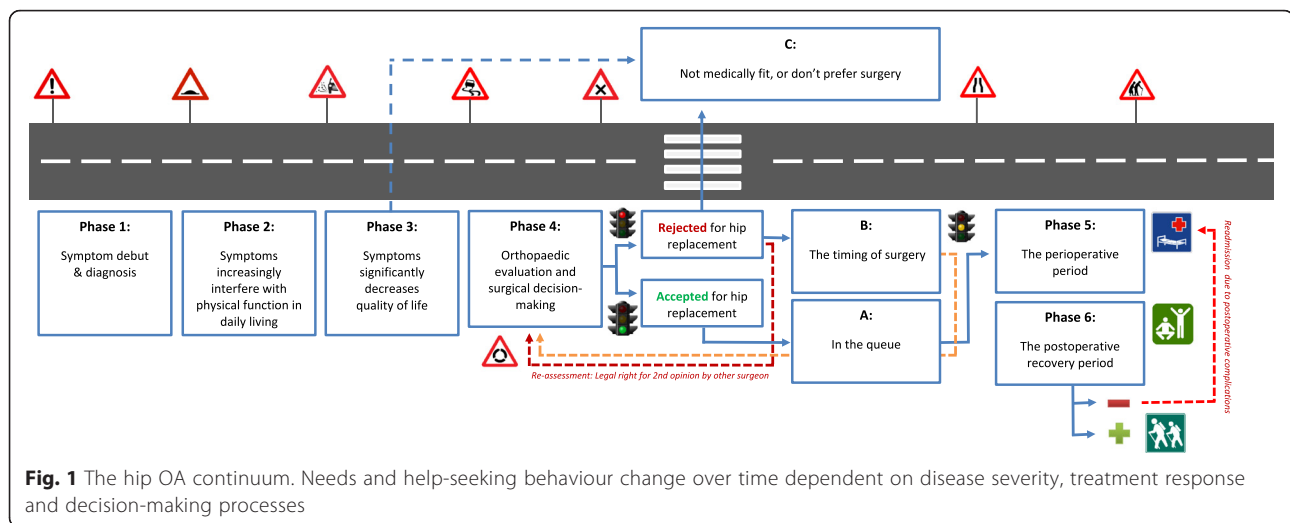 C:
Not medically fit, or don't prefer surgery
Phase 1:
Symptom debut
& diagnosis
Phase 2:
Symptoms
increasingly
interfere with
physical function in
daily living
Phase 3:
Symptoms
significantly
decreases
quality of life
Phase 4:
Orthopaedic
evaluation and
surgical decision-
making
Rejected for hip
replacement
Accepted for hip
replacement
B:
The timing of surgery
A:
In the queue
Phase 5:
The perioperative
period
Phase 6:
The postoperative
recovery period
Readmission due to postoperative complications
Re-assessment: Legal right for 2nd opinion by other surgeon
Fig. 1 The hip OA continuum. Needs and help-seeking behaviour change over time dependent on disease severity, treatment response
and decision-making processes